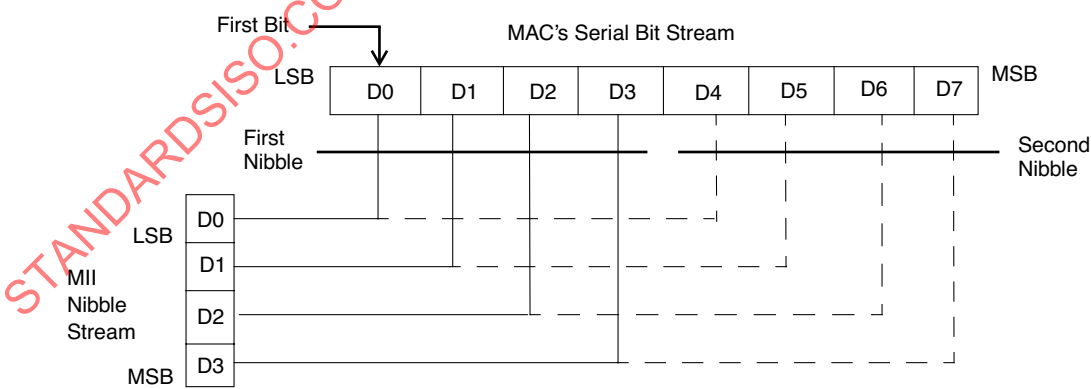 First Bit
MAC's Serial Bit Stream
LSB
D0 D1 D2 D3 D4 D5 D6 D7
MSB
First
Nibble
Second
Nibble
LSB
D0
D1
MII
Nibble
Stream
D2
D3
MSB
STANDARDSISO.CO